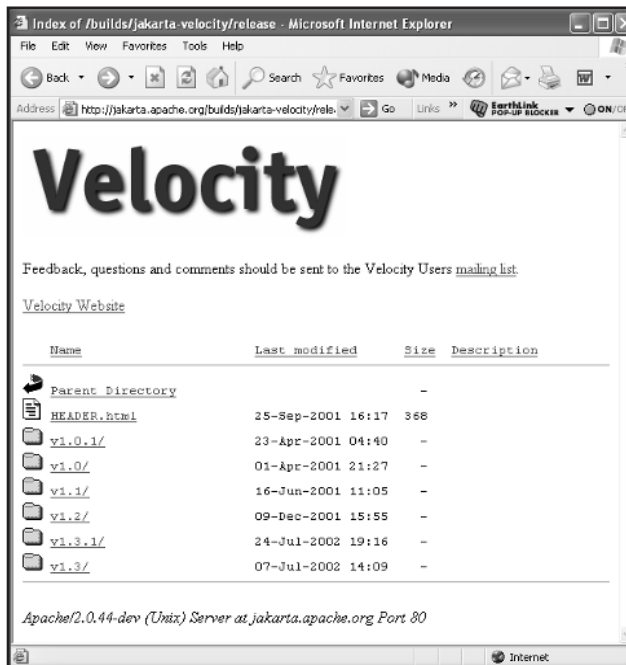 Index of /builds/jakarta-velocity/release - Microsoft Internet Explorer
File Edit View Favorites Tools Help
Back Search Favorites Media
Address http://jakarta.apache.org/builds/jakarta-velocity/rele Go Links » EarthLink POP-UP BLOCKER ON/
Velocity
Feedback, questions and comments should be sent to the Velocity Users mailing list.
Velocity Website
Name Last modified Size Description
Parent Directory -
HEADER.html 25-Sep-2001 16:17 368
v1.0.1/ 23-Apr-2001 04:40 -
v1.0/ 01-Apr-2001 21:27 -
v1.1/ 16-Jun-2001 11:05 -
v1.2/ 09-Dec-2001 15:55 -
v1.3.1/ 24-Jul-2002 19:16 -
v1.3/ 07-Jul-2002 14:09 -
Apache/2.0.44-dev (Unix) Server at jakarta.apache.org Port 80
Internet